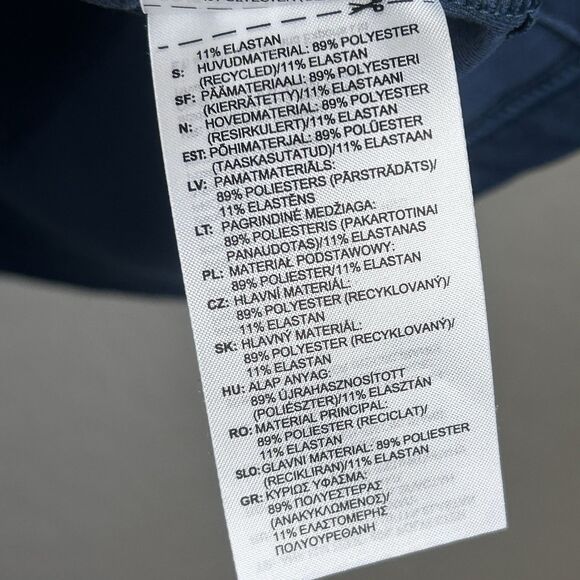 11% ELASTAN
S: HUVUDMATERIAL: 89% POLYESTER
(RECYCLED)/11% ELASTAN
SF: PÄÄMATERIAALI: 89% POLYESTERI
(KIERRÄTETTY)/11% ELASTAANI
N: HOVEDMATERIAL: 89% POLYESTER
(RESIRKULERT)/11% ELASTAN
EST: PÕHIMATERJAL: 89% POLÜESTER
(TAASKASUTATUD)/11% ELASTAAN
LV: PAMATMATERIĀLS:
89% POLIESTERS (PĀRSTRĀDĀTS)/
11% ELASTĒNS
LT: PAGRINDINĖ MEDŽIAGA:
89% POLIESTERIS (PAKARTOTINAI
PANAUDOTAS)/11% ELASTANAS
PL: MATERIAŁ PODSTAWOWY:
89% POLIESTER/11% ELASTAN
CZ: HLAVNÍ MATERIÁL:
89% POLYESTER (RECYKLOVANÝ)/
11% ELASTAN
SK: HLAVNÝ MATERIÁL:
89% POLYESTER (RECYKLOVANÝ)/
11% ELASTAN
HU: ALAP ANYAG:
89% ÚJRAHASZNOSÍTOTT
(POLIÉSZTER)/11% ELASZTÁN
RO: MATERIAL PRINCIPAL:
89% POLIESTER (RECICLAT)/
11% ELASTAN
SLO: GLAVNI MATERIAL: 89% POLIESTER
(RECIKLIRAN)/11% ELASTAN
GR: ΚΥΡΙΩΣ ΥΦΑΣΜΑ:
89% ΠΟΛΥΕΣΤΕΡΑΣ
(ΑΝΑΚΥΚΛΩΜΕΝΟΣ)/
11% ΕΛΑΣΤΟΜΕΡΗΣ
ΠΟΛΥΟΥΡΕΘΑΝΗ